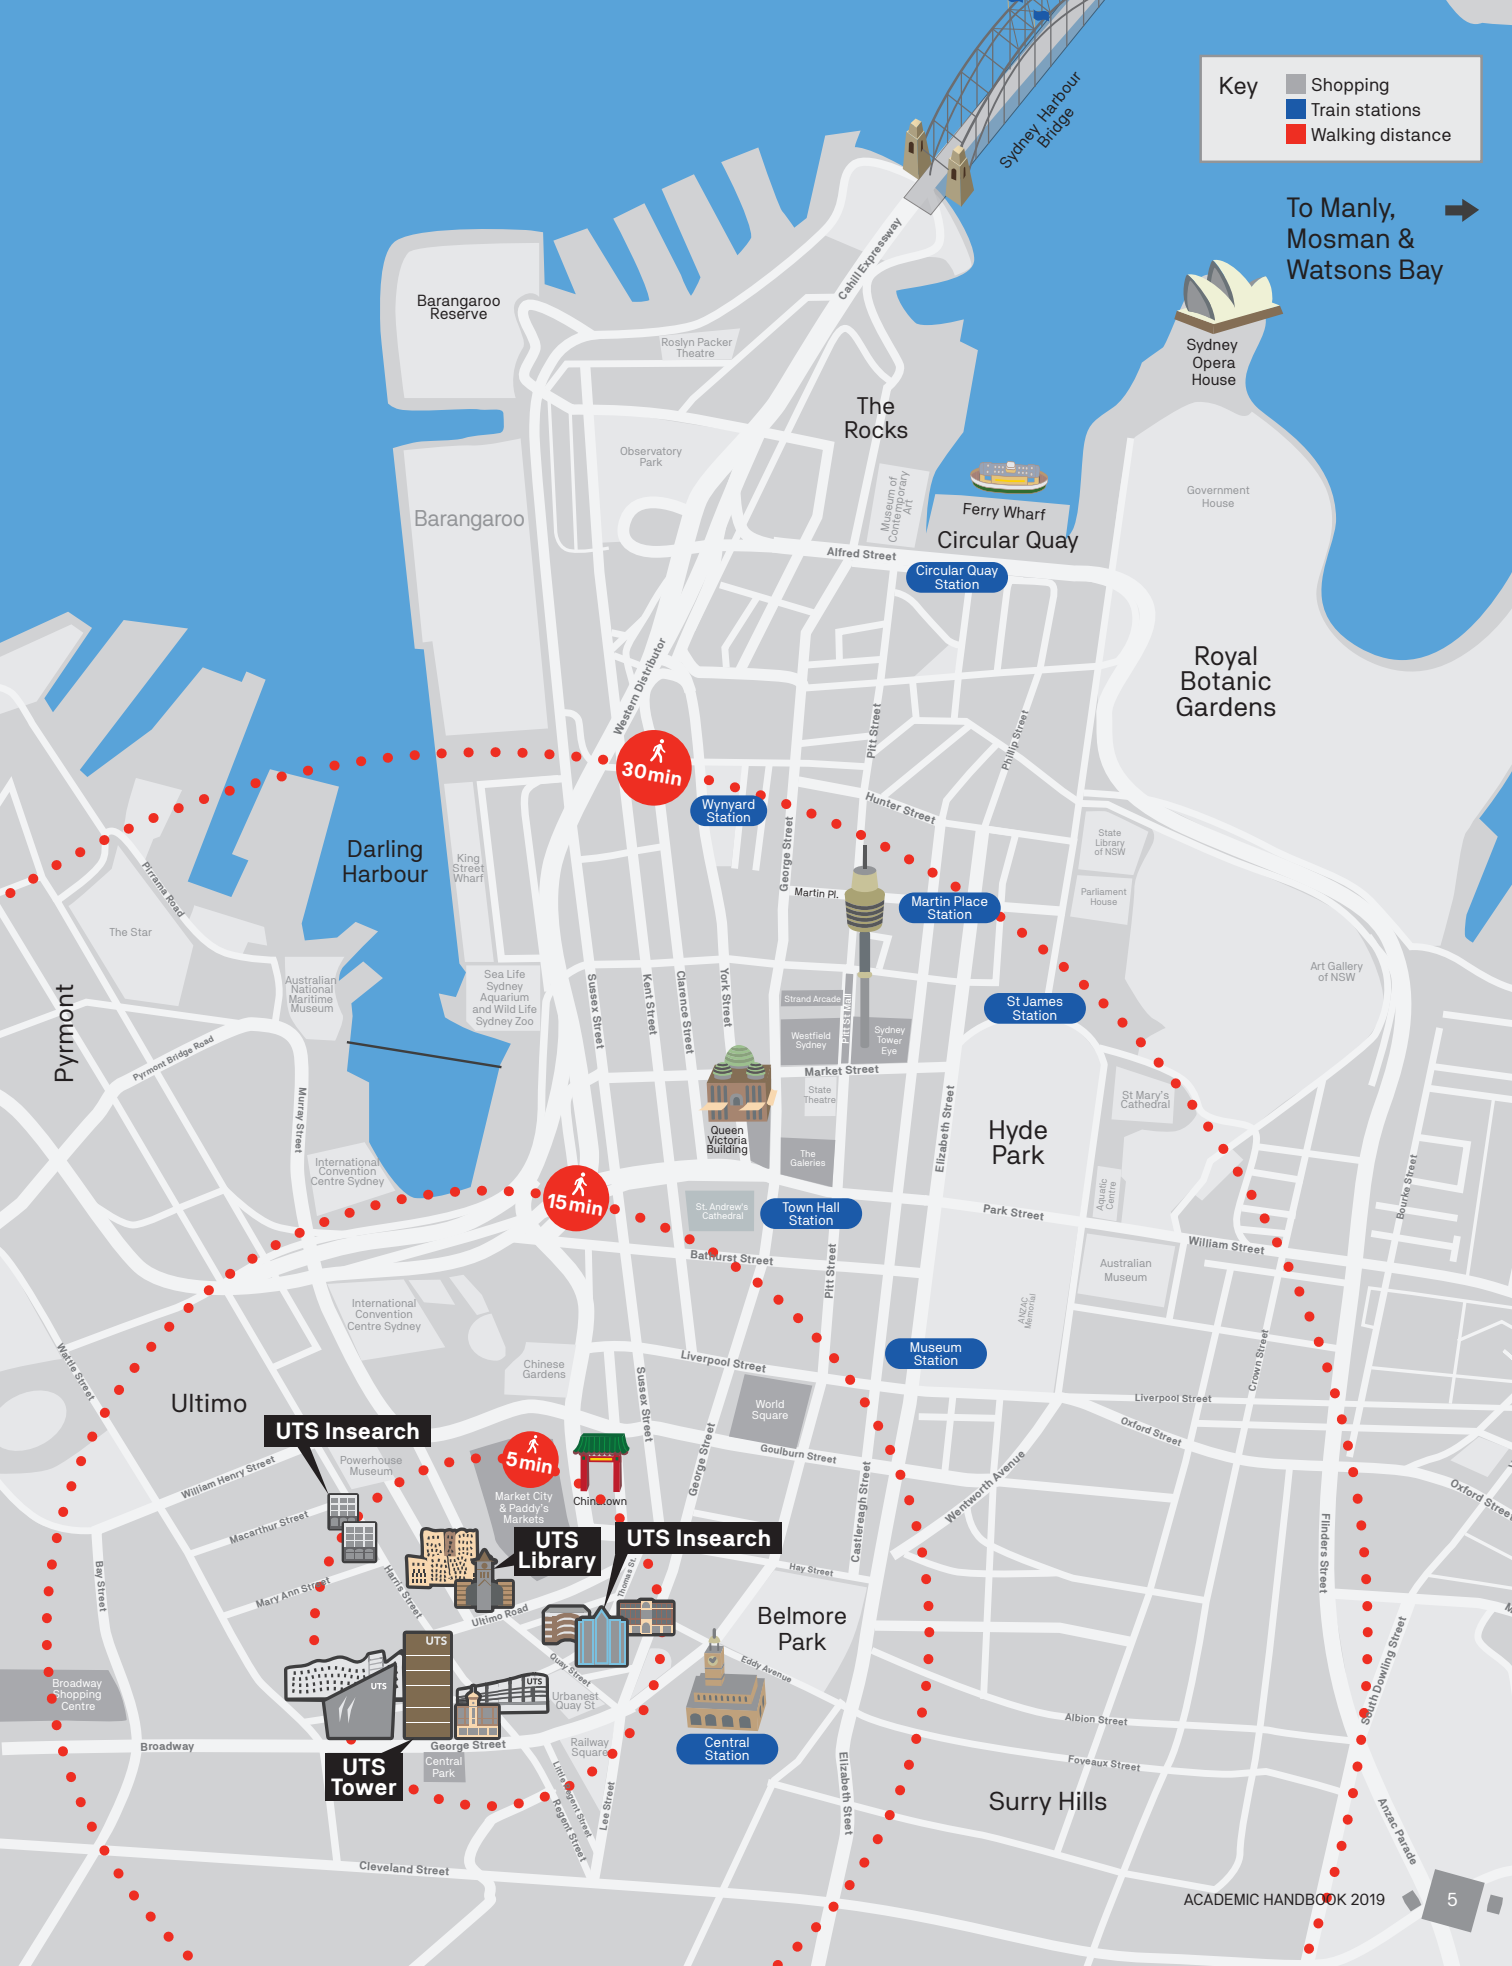 Key
Shopping
Train stations
Walking distance
Sydney Harbour
Bridge
To Manly,
Mosman &
Watsons Bay
Cahill Expressway
Barangaroo
Reserve
Roslyn Packer
Theatre
Sydney
Opera
House
The
Rocks
Observatory
Park
Museum of
Contemporary
Art
Government
House
Barangaroo
Ferry Wharf
Circular Quay
Alfred Street
Circular Quay
Station
Western Distributor
Royal
Botanic
Gardens
Pitt Street
Phillip Street
30min
Wynyard
Station
Hunter Street
George Street
State
Library
of NSW
Darling
Harbour
King
Street
Wharf
Pirrama Road
Martin Pl.
Martin Place
Station
Parliament
House
The Star
Art Gallery
of NSW
Australian
National
Maritime
Museum
Sea Life
Sydney
Aquarium
and Wild Life
Sydney Zoo
Sussex Street
Kent Street
Clarence Street
York Street
Strand Arcade
Pitt St Mall
Westfield
Sydney
Sydney
Tower
Eye
St James
Station
Pyrmont
Pyrmont Bridge Road
Murray Street
Market Street
State
Theatre
St Mary's
Cathedral
Queen
Victoria
Building
The
Galeries
Elizabeth Street
Hyde
Park
Aquatic
Centre
Bourke Street
International
Convention
Centre Sydney
15min
St. Andrew's
Cathedral
Town Hall
Station
Park Street
William Street
Bathurst Street
Pitt Street
Australian
Museum
ANZAC
Memorial
International
Convention
Centre Sydney
Museum
Station
Wattle Street
Chinese
Gardens
Liverpool Street
Sussex Street
Crown Street
Ultimo
World
Square
Liverpool Street
Oxford Street
UTS Insearch
5min
Goulburn Street
George Street
Powerhouse
Museum
William Henry Street
Wentworth Avenue
Market City
& Paddy's
Markets
Chinatown
Oxford Street
Macarthur Street
UTS
Library
UTS Insearch
Castlereagh Street
Flinders Street
Bay Street
Mary Ann Street
Harris Street
Thomas St.
Hay Street
Ultimo Road
Belmore
Park
South Dowling Street
UTS
UTS
UTS
Quay Street
Eddy Avenue
Broadway
Shopping
Centre
Urbanest
Quay St
Railway
Square
Albion Street
Broadway
George Street
Central
Station
Central
Park
UTS
Tower
Foveaux Street
Little Regent Street
Regent Street
Lee Street
Elizabeth Steet
Surry Hills
Anzac Parade
Cleveland Street
ACADEMIC HANDBOOK 2019
5